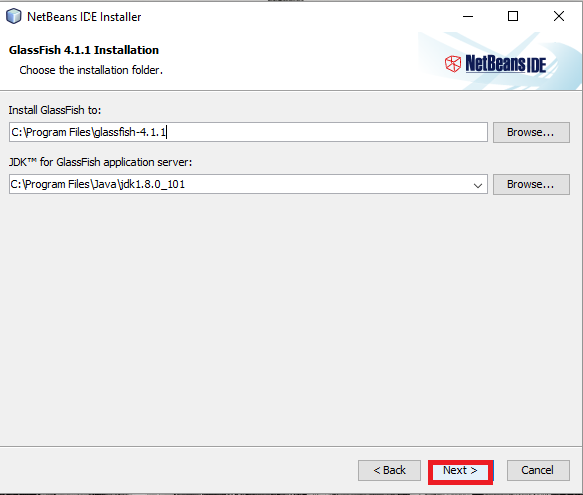 NetBeans IDE Installer
GlassFish 4.1.1 Installation
Choose the installation folder.
NetBeans IDE
Install GlassFish to:
C:\Program Files\glassfish-4.1.1
Browse...
JDK™ for GlassFish application server:
C:\Program Files\Java\jdk1.8.0_101
Browse...
< Back
Next >
Cancel